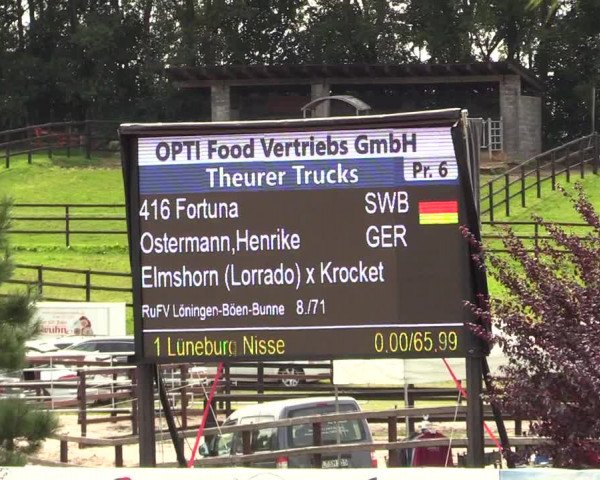 OPTI Food Vertriebs GmbH
Theurer Trucks Pr. 6
416 Fortuna SWB
Ostermann,Henrike GER
Elmshorn (Lorrado) x Krocket
RuFV Löningen-Böen-Bunne 8./71
1 Lüneburg Nisse 0,00/65,99